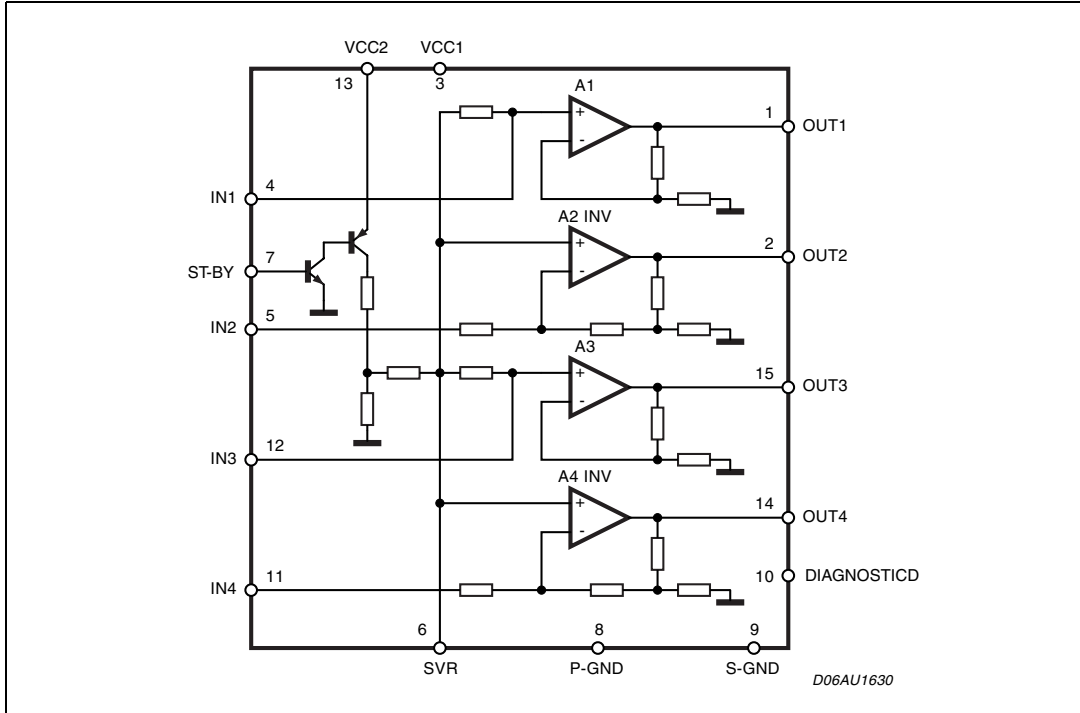 VCC2 VCC1
13 3
A1
+
-
1 OUT1
IN1 4
A2 INV
+
-
2 OUT2
ST-BY 7
IN2 5
A3
+
-
15 OUT3
IN3 12
A4 INV
+
-
14 OUT4
10 DIAGNOSTICD
IN4 11
6 8 9
SVR P-GND S-GND
D06AU1630